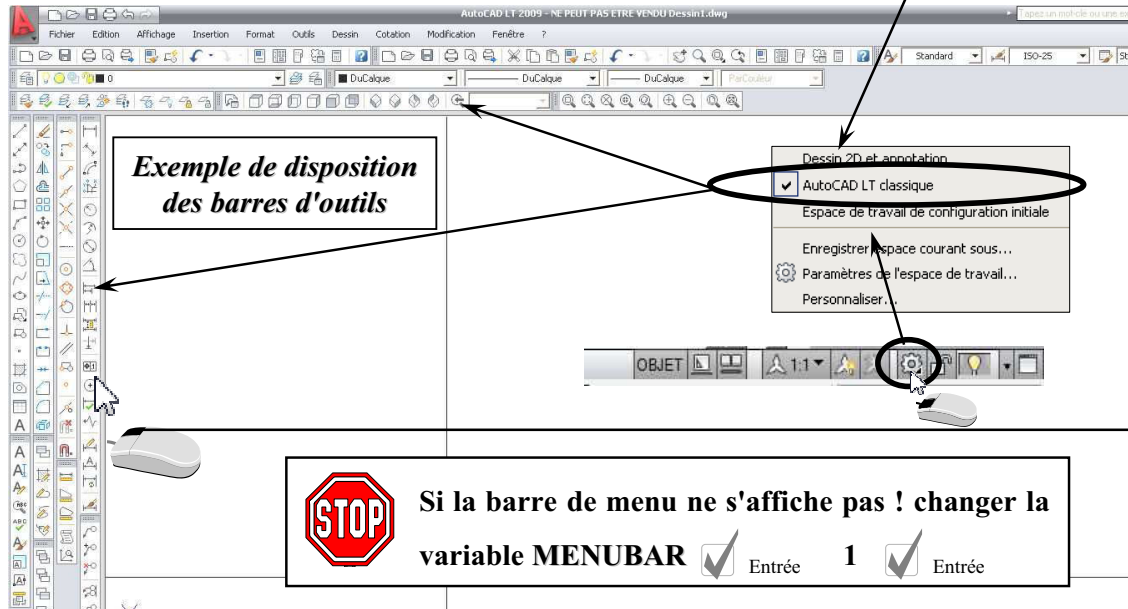 AutoCAD LT 2009 - NE PEUT PAS ETRE VENDU Dessin1.dwg
Tapez un mot-clé ou une
Fichier Edition Affichage Insertion Format Outils Dessin Cotation Modification Fenêtre ?
Standard ISO-25 St
0 DuCalque DuCalque DuCalque ParCouleur
Exemple de disposition
des barres d'outils
Dessin 2D et annotation
AutoCAD LT classique
Espace de travail de configuration initiale
Enregistrer espace courant sous...
Paramètres de l'espace de travail...
Personnaliser...
OBJET 1:1
STOP
Si la barre de menu ne s'affiche pas ! changer la
variable MENUBAR Entrée 1 Entrée